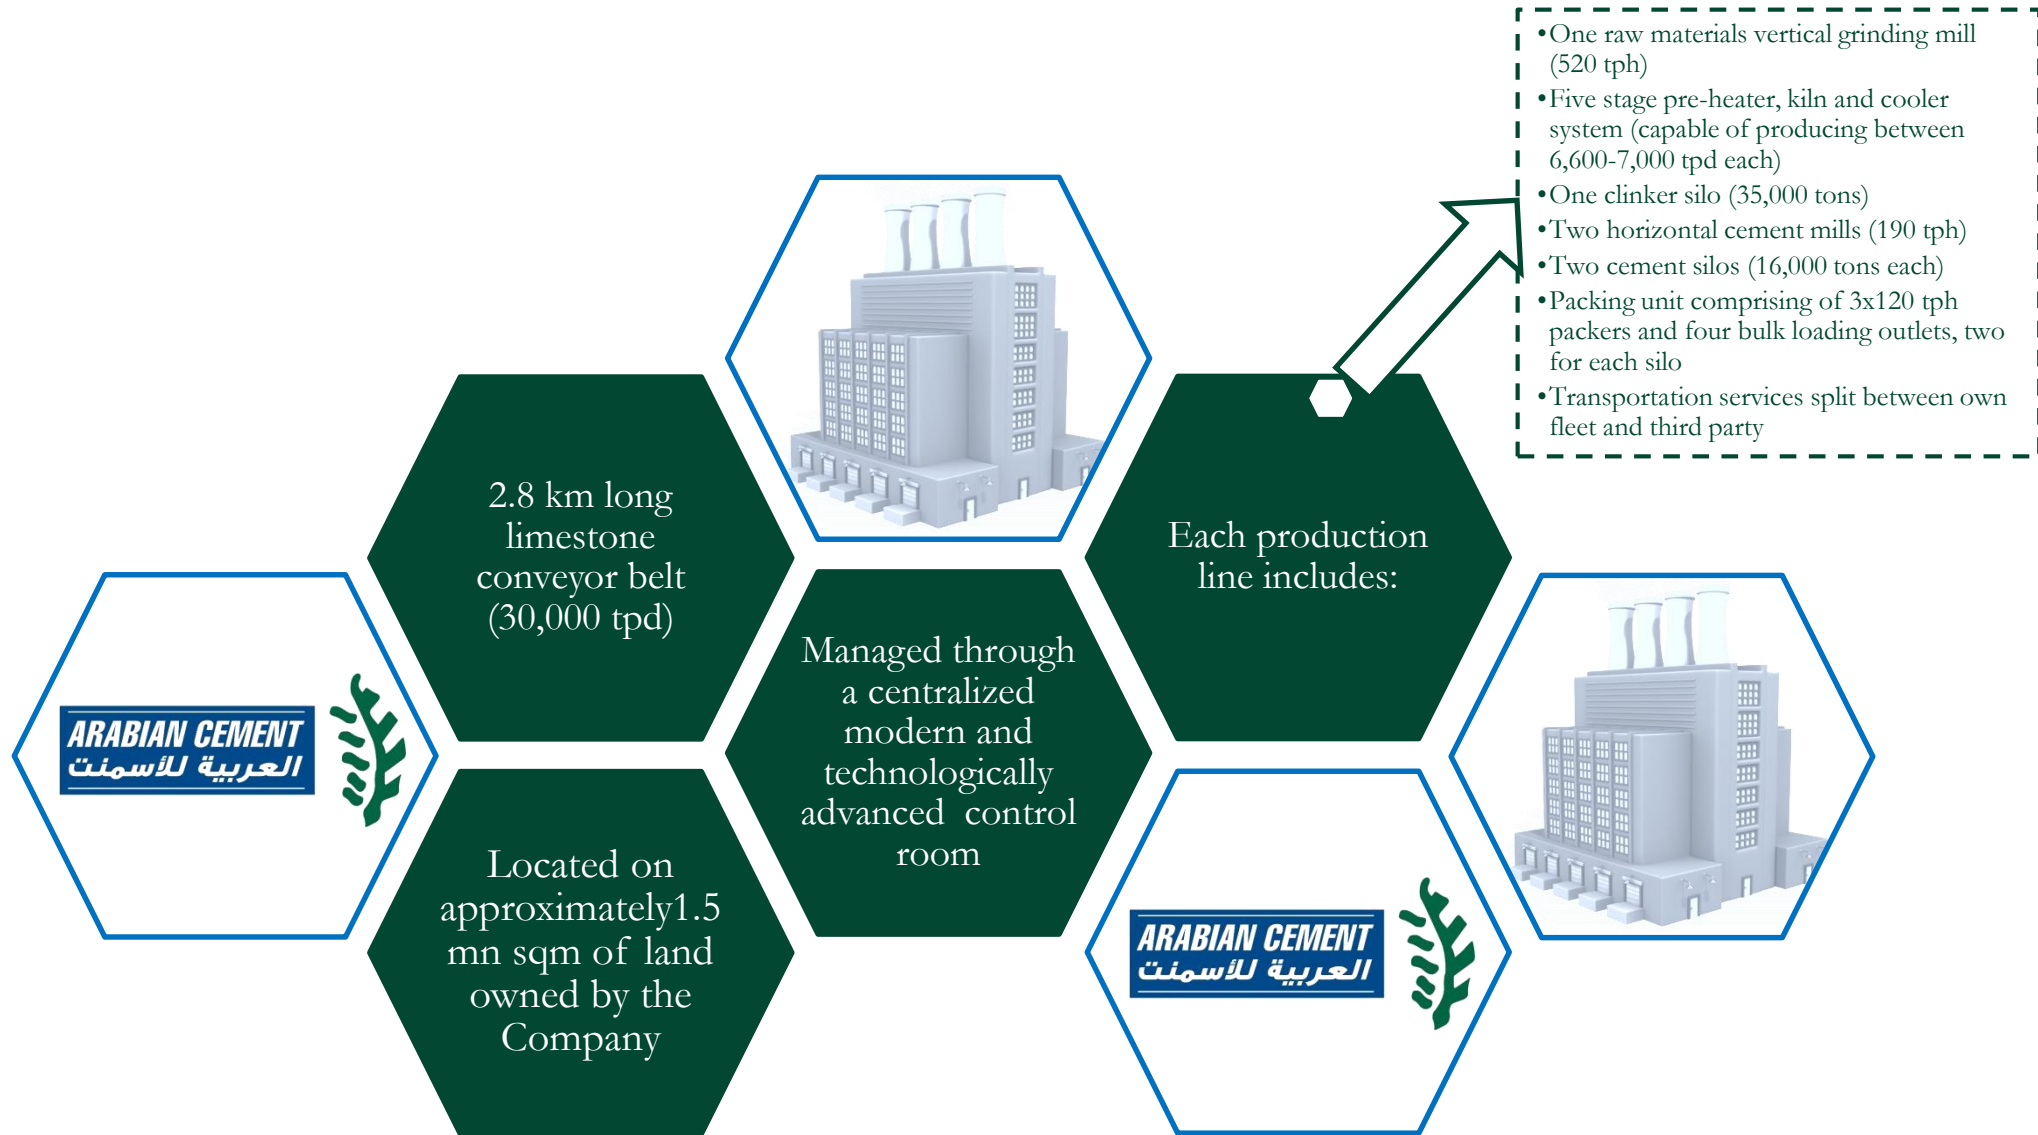 •One raw materials vertical grinding mill
(520 tph)
•Five stage pre-heater, kiln and cooler
system (capable of producing between
6,600-7,000 tpd each)
•One clinker silo (35,000 tons)
•Two horizontal cement mills (190 tph)
•Two cement silos (16,000 tons each)
•Packing unit comprising of 3x120 tph
packers and four bulk loading outlets, two
for each silo
•Transportation services split between own
fleet and third party
2.8 km long
limestone
conveyor belt
(30,000 tpd)
Each production
line includes:
Managed through
a centralized
modern and
technologically
advanced  control
room
ARABIAN CEMENT
العربية للأسمنت
Located on
approximately1.5
mn sqm of land
owned by the
Company
ARABIAN CEMENT
العربية للأسمنت